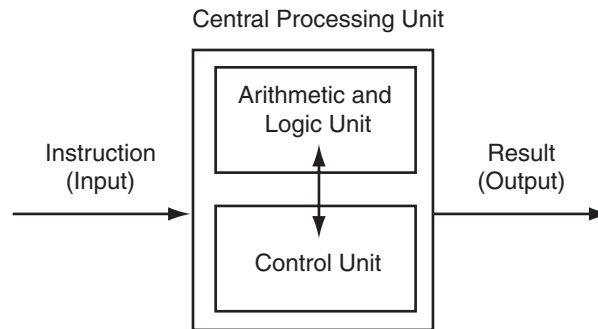 Central Processing Unit
Arithmetic and
Logic Unit
Instruction
(Input)
Result
(Output)
Control Unit